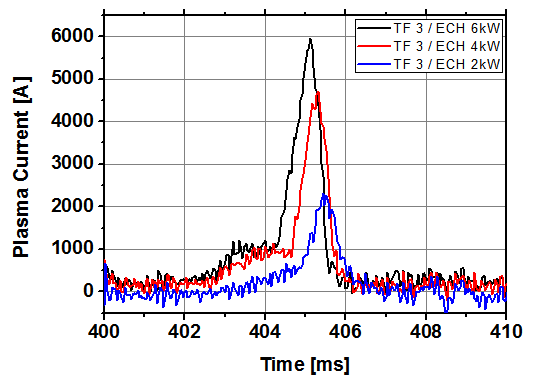 TF 3 / ECH 6kW
TF 3 / ECH 4kW
TF 3 / ECH 2kW
Plasma Current [A]
6000
5000
4000
3000
2000
1000
0
400 402 404 406 408 410
Time [ms]